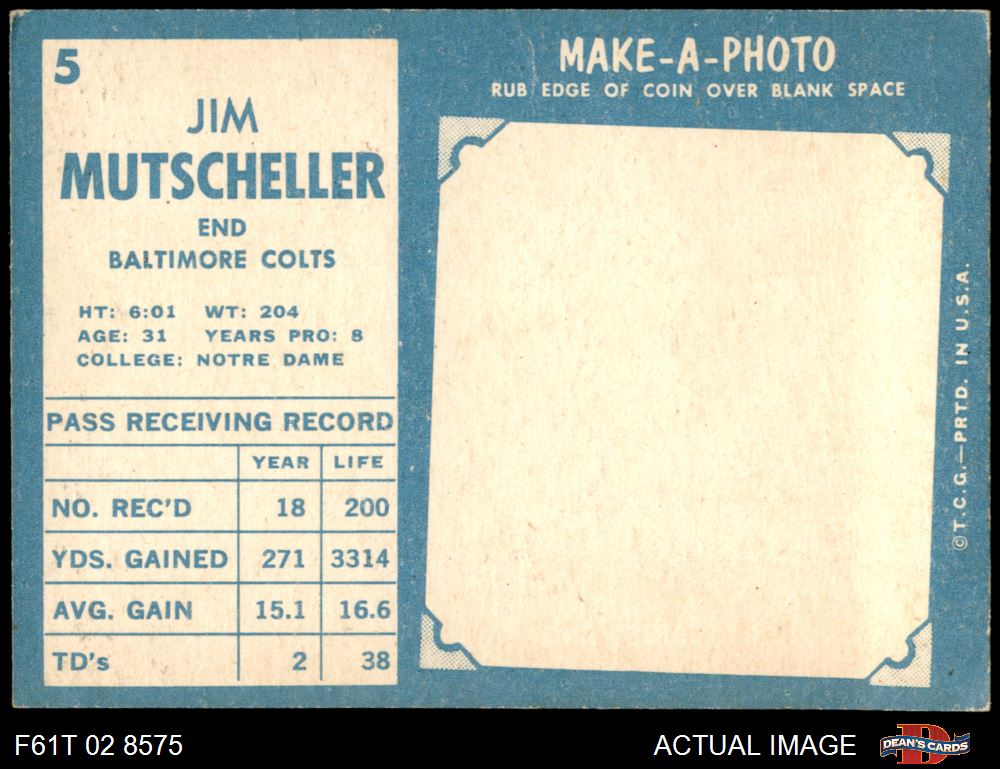 5
JIM
MUTSCHELLER
END
BALTIMORE COLTS
HT: 6:01 WT: 204
AGE: 31 YEARS PRO: 8
COLLEGE: NOTRE DAME
PASS RECEIVING RECORD
YEAR LIFE
NO. REC'D 18 200
YDS. GAINED 271 3314
AVG. GAIN 15.1 16.6
TD's 2 38
MAKE-A-PHOTO
RUB EDGE OF COIN OVER BLANK SPACE
©T.C.G.—PRTD. IN U.S.A.
F61T 02 8575
ACTUAL IMAGE
D
DEAN'S CARDS